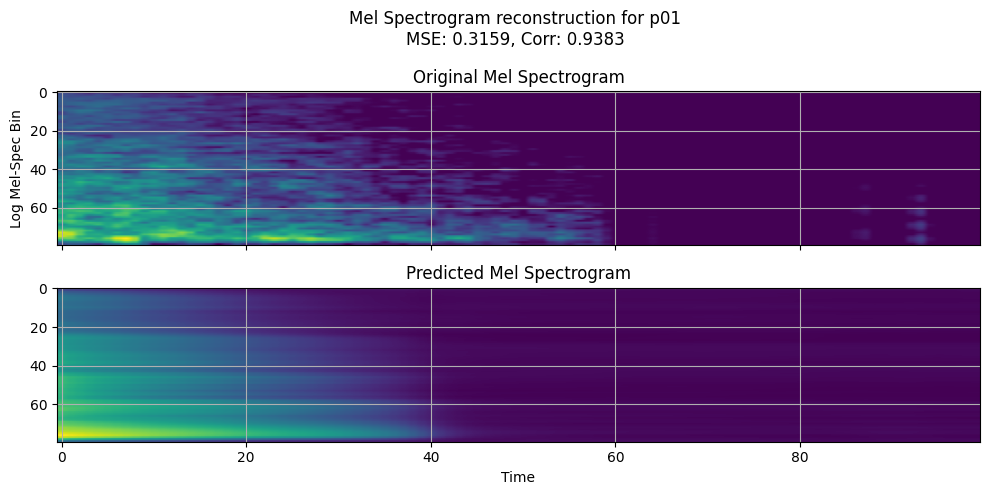 Mel Spectrogram reconstruction for p01
MSE: 0.3159, Corr: 0.9383
Original Mel Spectrogram
0
20
40
60
Log Mel-Spec Bin
Predicted Mel Spectrogram
0
20
40
60
0 20 40 60 80
Time